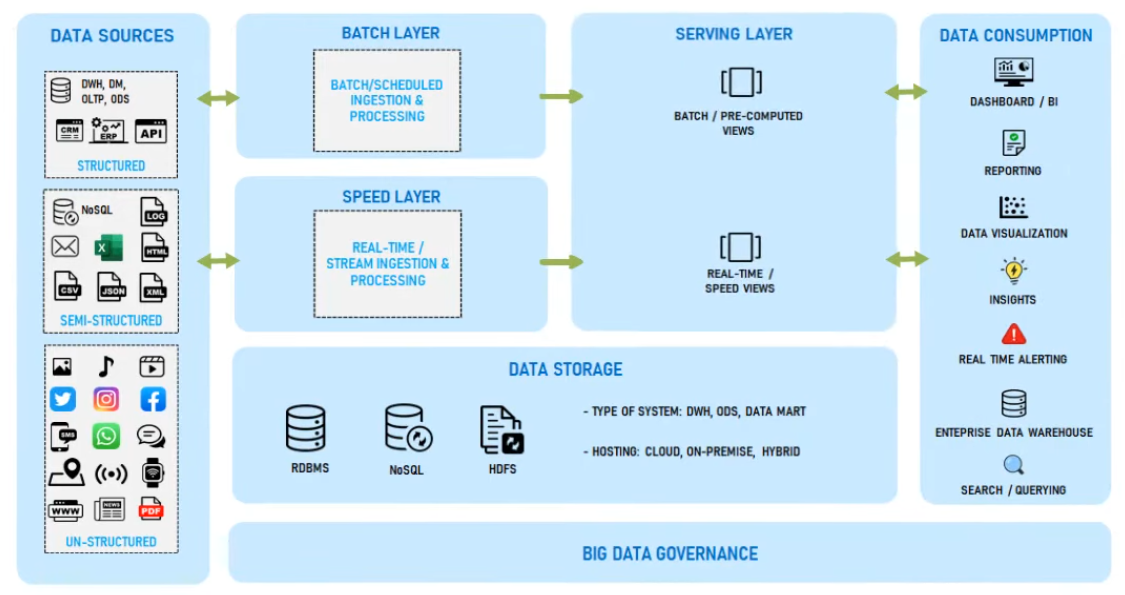 DATA SOURCES
DWH, DM,
OLTP, ODS
CRM
ERP
API
STRUCTURED
NoSQL
LOG
X
HTML
CSV
JSON
XML
SEMI-STRUCTURED
SMS
WWW
NEWS
PDF
UN-STRUCTURED
BATCH LAYER
BATCH/SCHEDULED
INGESTION &
PROCESSING
SPEED LAYER
REAL-TIME /
STREAM INGESTION &
PROCESSING
SERVING LAYER
BATCH / PRE-COMPUTED
VIEWS
REAL-TIME /
SPEED VIEWS
DATA STORAGE
RDBMS
NoSQL
HDFS
- TYPE OF SYSTEM: DWH, ODS, DATA MART
- HOSTING: CLOUD, ON-PREMISE, HYBRID
DATA CONSUMPTION
DASHBOARD / BI
REPORTING
DATA VISUALIZATION
INSIGHTS
REAL TIME ALERTING
ENTEPRISE DATA WAREHOUSE
SEARCH / QUERYING
BIG DATA GOVERNANCE